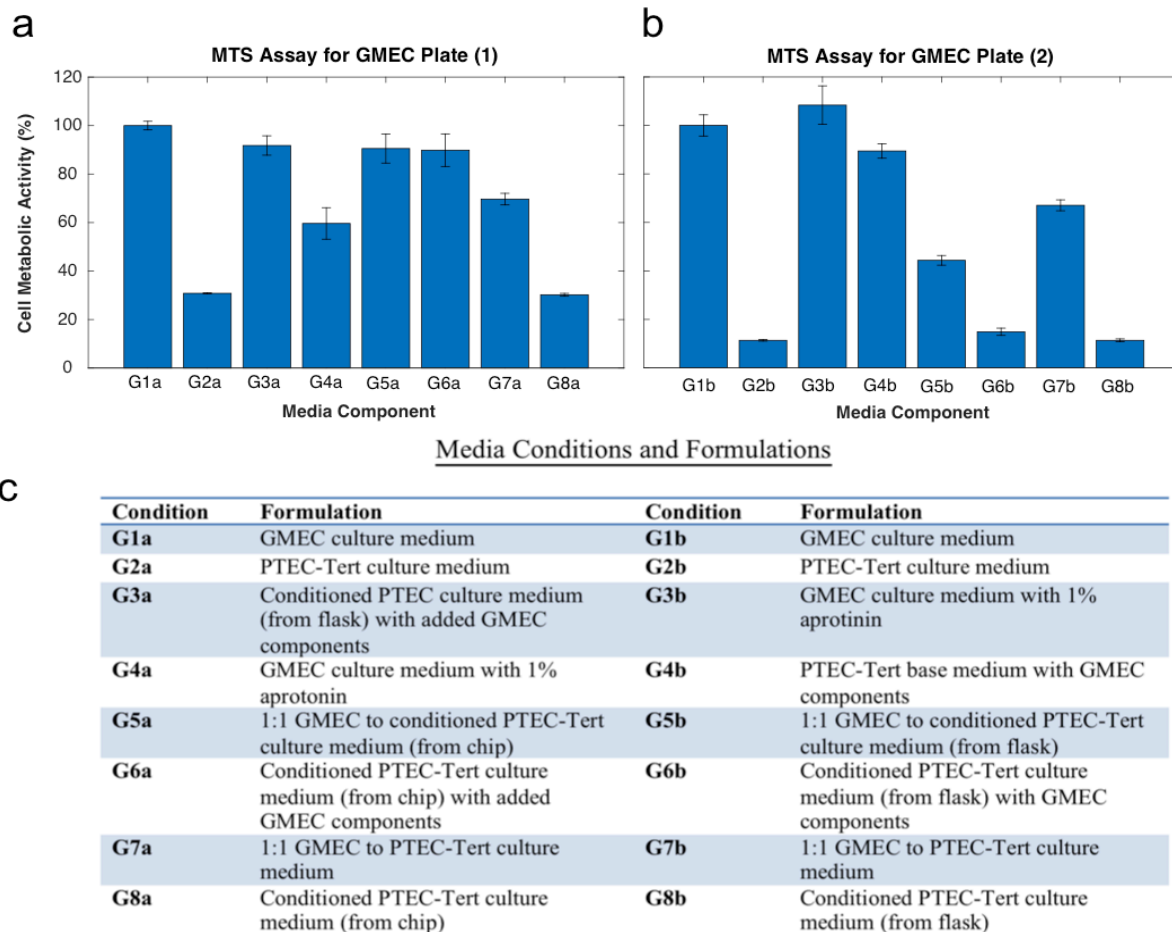 a
b
MTS Assay for GMEC Plate (1)
MTS Assay for GMEC Plate (2)
Cell Metabolic Activity (%)
120
100
80
60
40
20
0
G1a G2a G3a G4a G5a G6a G7a G8a
G1b G2b G3b G4b G5b G6b G7b G8b
Media Component
Media Component
Media Conditions and Formulations
c
Condition Formulation Condition Formulation
G1a GMEC culture medium G1b GMEC culture medium
G2a PTEC-Tert culture medium G2b PTEC-Tert culture medium
G3a Conditioned PTEC culture medium G3b GMEC culture medium with 1%
(from flask) with added GMEC aprotinin
components
G4a GMEC culture medium with 1% G4b PTEC-Tert base medium with GMEC
aprotonin components
G5a 1:1 GMEC to conditioned PTEC-Tert G5b 1:1 GMEC to conditioned PTEC-Tert
culture medium (from chip) culture medium (from flask)
G6a Conditioned PTEC-Tert culture G6b Conditioned PTEC-Tert culture
medium (from chip) with added medium (from flask) with GMEC
GMEC components components
G7a 1:1 GMEC to PTEC-Tert culture G7b 1:1 GMEC to PTEC-Tert culture
medium medium
G8a Conditioned PTEC-Tert culture G8b Conditioned PTEC-Tert culture
medium (from chip) medium (from flask)